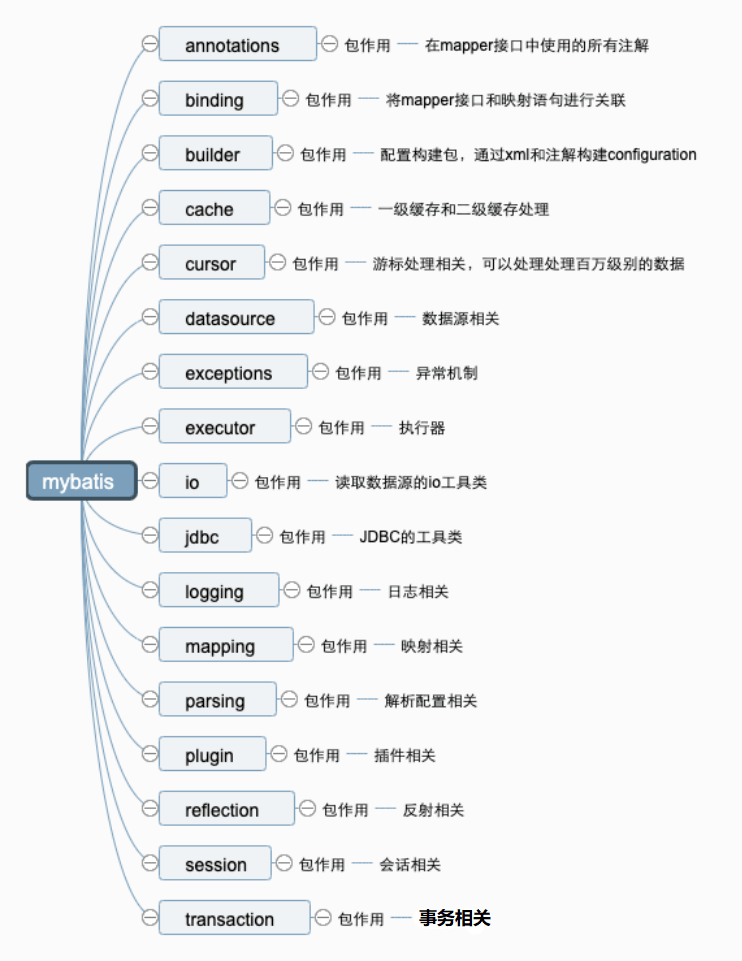 annotations 包作用 在mapper接口中使用的所有注解
binding 包作用 将mapper接口和映射语句进行关联
builder 包作用 配置构建包，通过xml和注解构建configuration
cache 包作用 一级缓存和二级缓存处理
cursor 包作用 游标处理相关，可以处理处理百万级别的数据
datasource 包作用 数据源相关
exceptions 包作用 异常机制
executor 包作用 执行器
mybatis io 包作用 读取数据源的io工具类
jdbc 包作用 JDBC的工具类
logging 包作用 日志相关
mapping 包作用 映射相关
parsing 包作用 解析配置相关
plugin 包作用 插件相关
reflection 包作用 反射相关
session 包作用 会话相关
transaction 包作用 事务相关